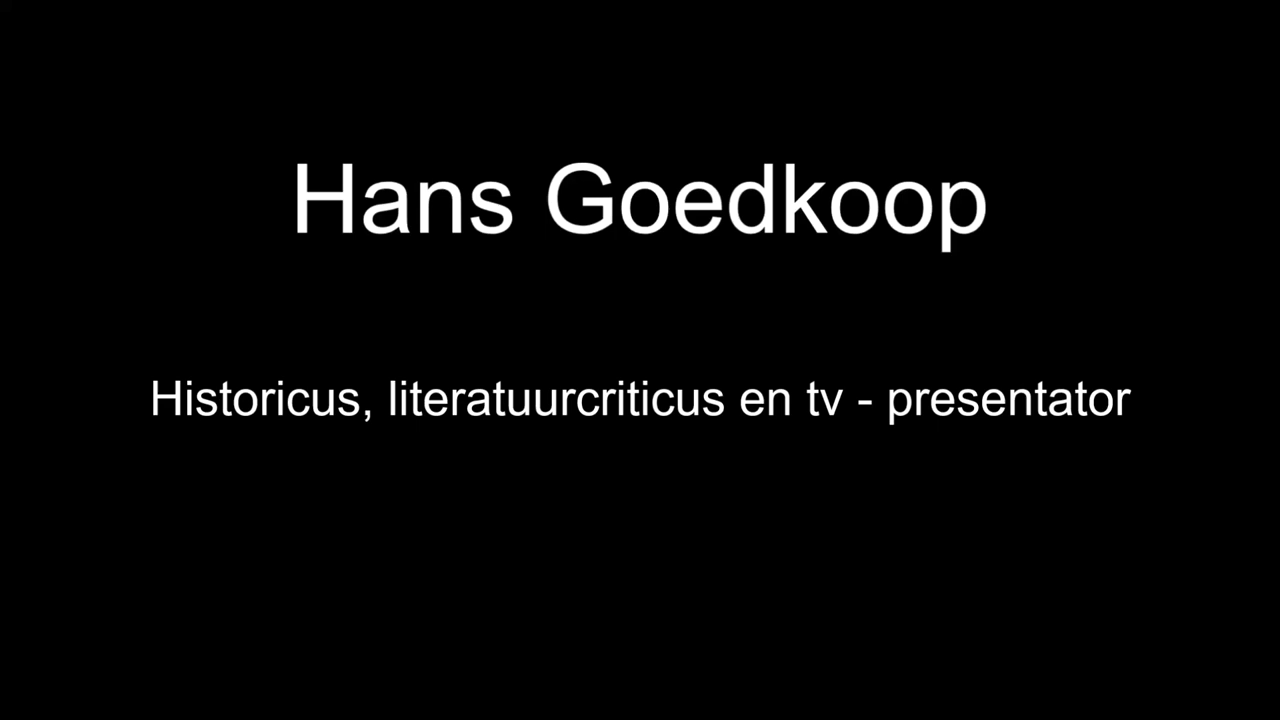 Hans Goedkoop
Historicus, literatuurcriticus en tv - presentator